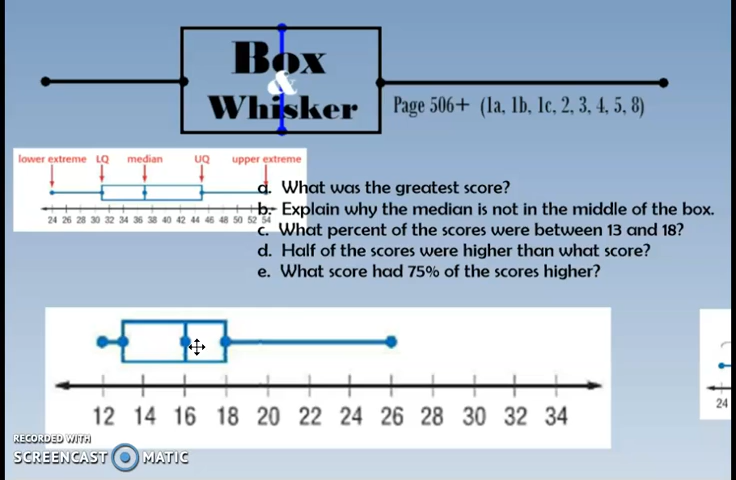 Box
&
Whisker
Page 506+ (1a, 1b, 1c, 2, 3, 4, 5, 8)
lower extreme LQ median UQ upper extreme
24 26 28 30 32 34 36 38 40 42 44 46 48 50 52 54
a. What was the greatest score?
b. Explain why the median is not in the middle of the box.
c. What percent of the scores were between 13 and 18?
d. Half of the scores were higher than what score?
e. What score had 75% of the scores higher?
12 14 16 18 20 22 24 26 28 30 32 34
24
RECORDED WITH
SCREENCAST MATIC